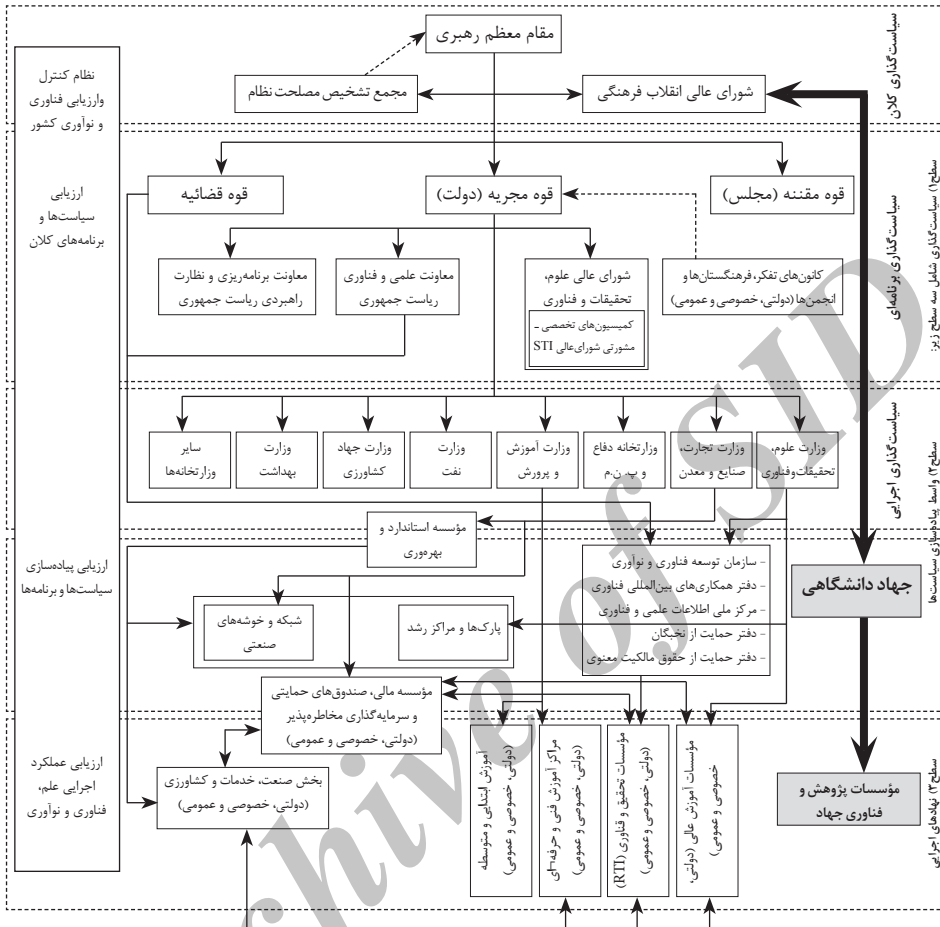 مقام معظم رهبری
شورای عالی انقلاب فرهنگی
مجمع تشخیص مصلحت نظام
سیاست‌گذاری کلان
نظام کنترل
وارزیابی فناوری
و نوآوری کشور
سطح۱) سیاست‌گذاری شامل سه سطح زیر:
سیاست‌گذاری برنامه‌ای
قوه مقننه (مجلس)
قوه مجریه (دولت)
قوه قضائیه
ارزیابی
سیاست‌ها و
برنامه‌های کلان
کانون‌های تفکر، فرهنگستان‌ها و
انجمن‌ها (دولتی، خصوصی و عمومی)
شورای عالی علوم،
تحقیقات و فناوری
کمیسیون‌های تخصصی ـ
مشورتی شورای‌عالی STI
معاونت علمی و فناوری
ریاست جمهوری
معاونت برنامه‌ریزی و نظارت
راهبردی ریاست جمهوری
سیاست‌گذاری اجرایی
وزارت علوم،
تحقیقات‌وفناوری
وزارت تجارت،
صنایع و معدن
وزارتخانه دفاع
و پ. ن.م
وزارت آموزش
و پرورش
وزارت
نفت
وزارت جهاد
کشاورزی
وزارت
بهداشت
سایر
وزارتخانه‌ها
سطح۲) واسط پیاده‌سازی سیاست‌ها
مؤسسه استاندارد و
بهره‌وری
ارزیابی پیاده‌سازی
سیاست‌ها و برنامه‌ها
جهاد دانشگاهی
- سازمان توسعه فناوری و نوآوری
- دفتر همکاری‌های بین‌المللی فناوری
- مرکز ملی اطلاعات علمی و فناوری
- دفتر حمایت از نخبگان
- دفتر حمایت از حقوق مالکیت معنوی
پارک‌ها و مراکز رشد
شبکه و خوشه‌های
صنعتی
مؤسسه مالی، صندوق‌های حمایتی
و سرمایه‌گذاری مخاطره‌پذیر
(دولتی، خصوصی و عمومی)
سطح۳) نهادهای اجرایی
مؤسسات پژوهش و
فناوری جهاد
مؤسسات آموزش عالی (دولتی،
خصوصی و عمومی)
مؤسسات تحقیق و فناوری (RTI)
(دولتی، خصوصی و عمومی)
مراکز آموزش فنی و حرفه‌ای
(دولتی، خصوصی و عمومی)
آموزش ابتدایی و متوسطه
(دولتی، خصوصی و عمومی)
بخش صنعت، خدمات و کشاورزی
(دولتی، خصوصی و عمومی)
ارزیابی عملکرد
اجرایی علم،
فناوری و نوآوری
Archive of SID